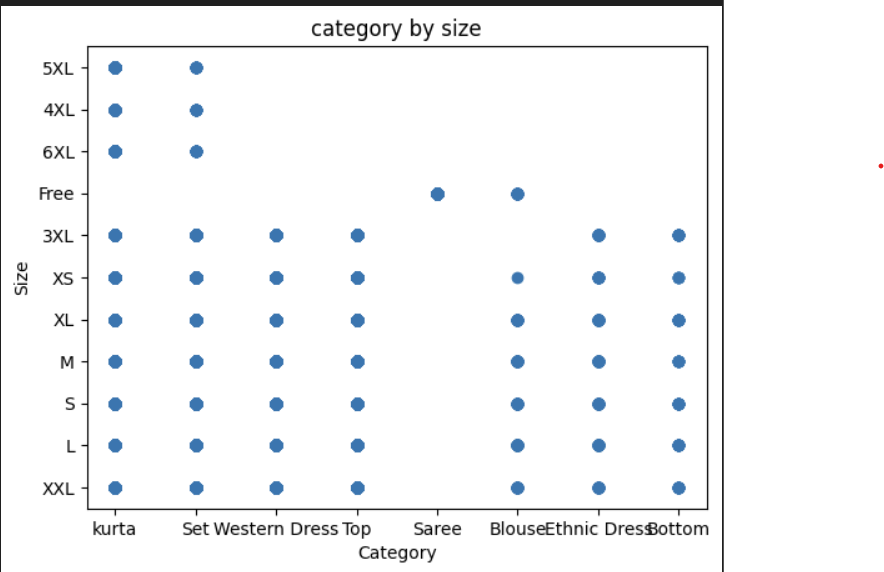 category by size
5XL
4XL
6XL
Free
3XL
XS
XL
M
S
L
XXL
Size
kurta Set Western Dress Top Saree Blouse Ethnic Dress Bottom
Category